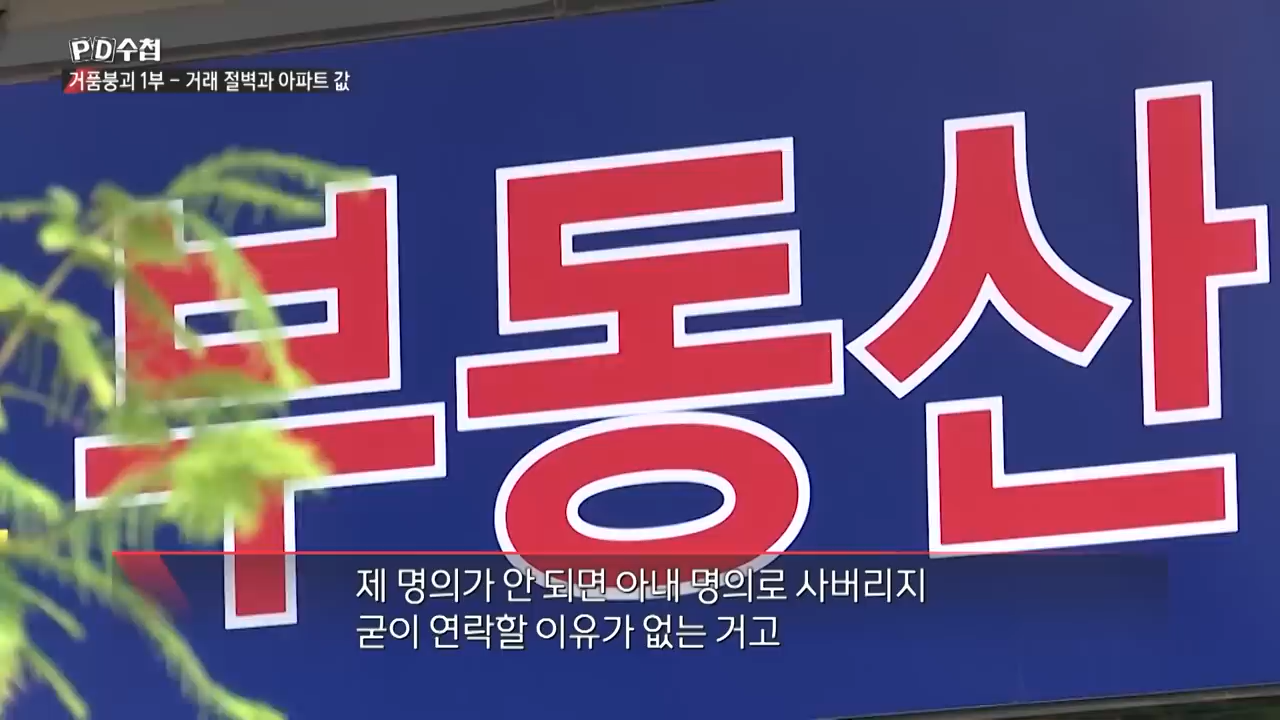 PD수첩
거품붕괴 1부 - 거래 절벽과 아파트 값
부동산
제 명의가 안 되면 아내 명의로 사버리지
굳이 연락할 이유가 없는 거고